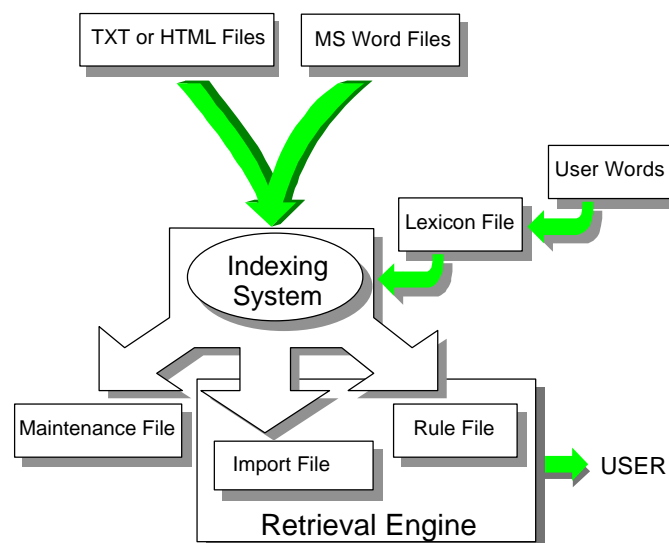 TXT or HTML Files
MS Word Files
User Words
Lexicon File
Indexing
System
Maintenance File
Rule File
Import File
USER
Retrieval Engine